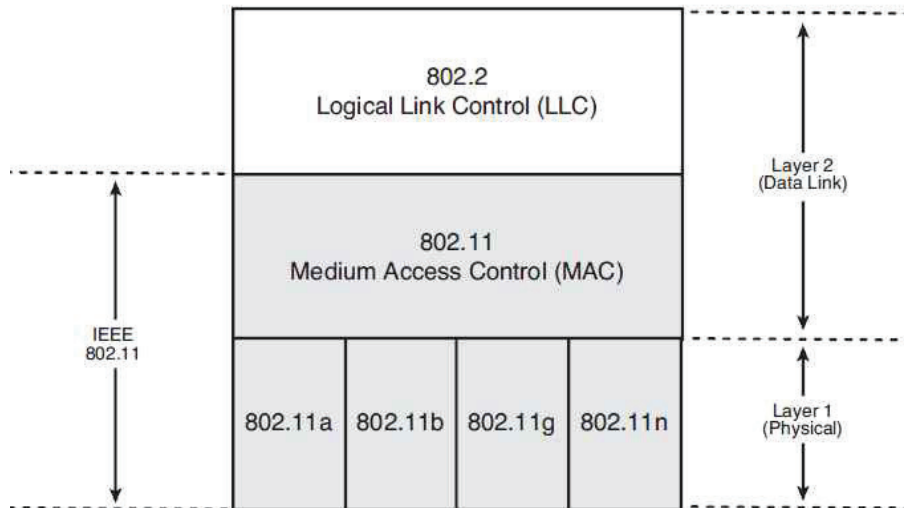 802.2
Logical Link Control (LLC)
Layer 2
(Data Link)
802.11
Medium Access Control (MAC)
IEEE
802.11
802.11a
802.11b
802.11g
802.11n
Layer 1
(Physical)